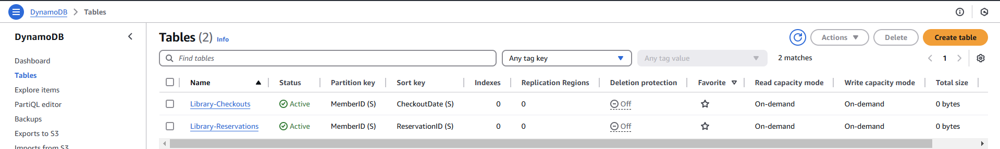 DynamoDB > Tables
DynamoDB
Dashboard
Tables
Explore items
PartiQL editor
Backups
Exports to S3
Imports from S3
Tables (2) Info
Actions Delete Create table
Find tables Any tag key Any tag value 2 matches 1
Name Status Partition key Sort key Indexes Replication Regions Deletion protection Favorite Read capacity mode Write capacity mode Total size
Library-Checkouts Active MemberID (S) CheckoutDate (S) 0 0 Off On-demand On-demand 0 bytes
Library-Reservations Active MemberID (S) ReservationID (S) 0 0 Off On-demand On-demand 0 bytes